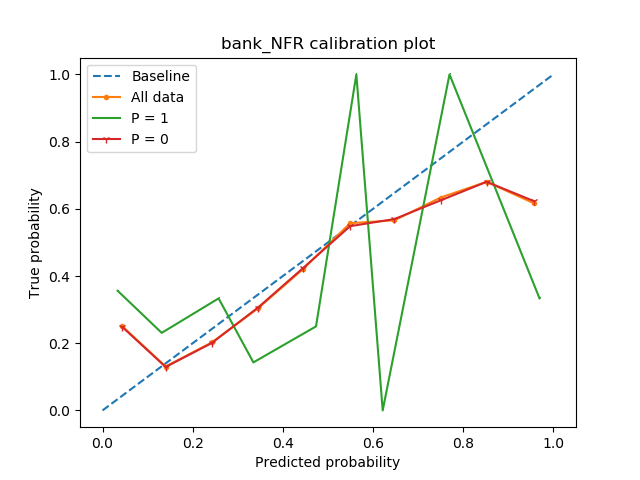 bank_NFR calibration plot
Baseline
All data
P = 1
P = 0
True probability
1.0
0.8
0.6
0.4
0.2
0.0
0.0 0.2 0.4 0.6 0.8 1.0
Predicted probability